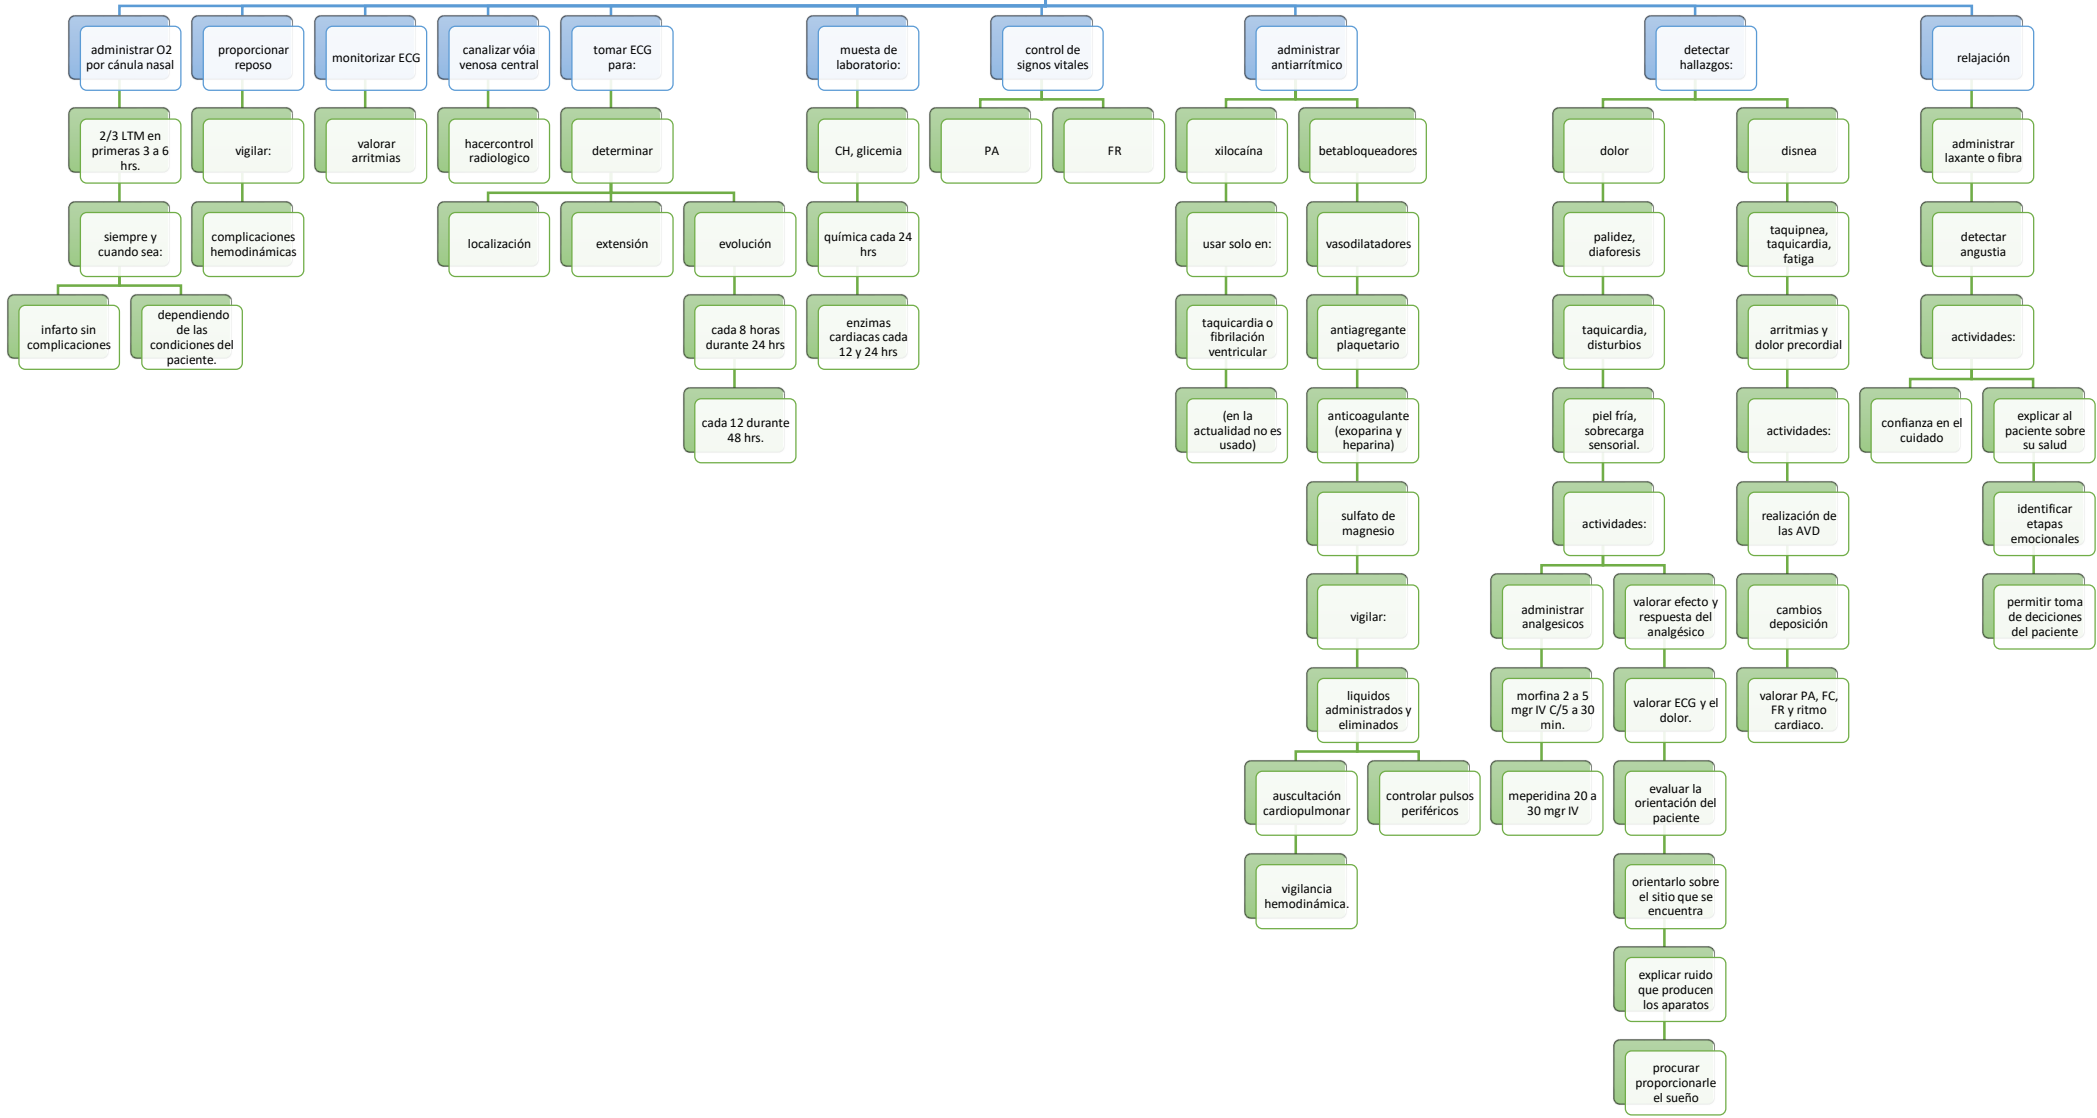 administrar O2
por cánula nasal
proporcionar
reposo
monitorizar ECG
canalizar vóia
venosa central
tomar ECG
para:
muesta de
laboratorio:
control de
signos vitales
administrar
antiarrítmico
detectar
hallazgos:
relajación
2/3 LTM en
primeras 3 a 6
hrs.
vigilar:
valorar
arritmias
hacercontrol
radiologico
determinar
CH, glicemia
PA
FR
xilocaína
betabloqueadores
dolor
disnea
administrar
laxante o fibra
siempre y
cuando sea:
complicaciones
hemodinámicas
localización
extensión
evolución
química cada 24
hrs
usar solo en:
vasodilatadores
palidez,
diaforesis
taquipnea,
taquicardia,
fatiga
detectar
angustia
infarto sin
complicaciones
dependiendo
de las
condiciones del
paciente.
cada 8 horas
durante 24 hrs
enzimas
cardiacas cada
12 y 24 hrs
taquicardia o
fibrilación
ventricular
antiagregante
plaquetario
taquicardia,
disturbios
arritmias y
dolor precordial
actividades:
cada 12 durante
48 hrs.
(en la
actualidad no es
usado)
anticoagulante
(exoparina y
heparina)
piel fría,
sobrecarga
sensorial.
actividades:
confianza en el
cuidado
explicar al
paciente sobre
su salud
sulfato de
magnesio
actividades:
realización de
las AVD
identificar
etapas
emocionales
vigilar:
administrar
analgesicos
valorar efecto y
respuesta del
analgésico
cambios
deposición
permitir toma
de deciciones
del paciente
liquidos
administrados y
eliminados
morfina 2 a 5
mgr IV C/5 a 30
min.
valorar ECG y el
dolor.
valorar PA, FC,
FR y ritmo
cardiaco.
auscultación
cardiopulmonar
controlar pulsos
periféricos
meperidina 20 a
30 mgr IV
evaluar la
orientación del
paciente
vigilancia
hemodinámica.
orientarlo sobre
el sitio que se
encuentra
explicar ruido
que producen
los aparatos
procurar
proporcionarle
el sueño